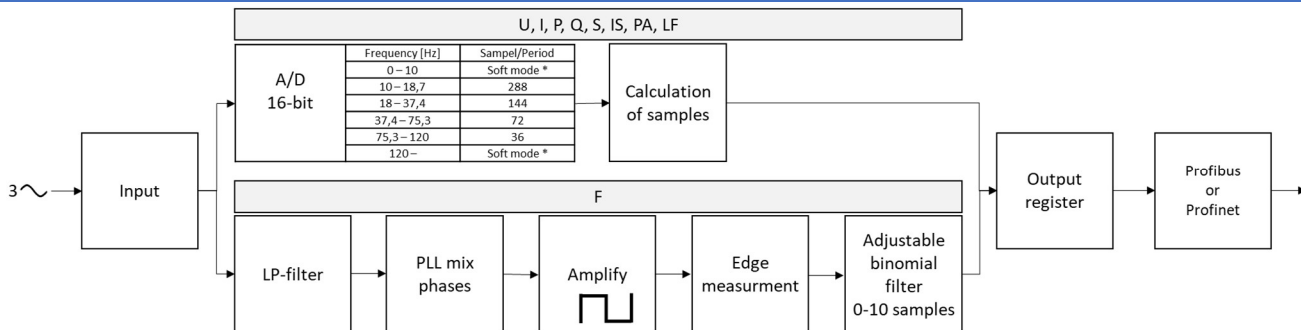 U, I, P, Q, S, IS, PA, LF
A/D
16-bit
Frequency [Hz] Sampel/Period
0 – 10 Soft mode *
10 – 18,7 288
18 – 37,4 144
37,4 – 75,3 72
75,3 – 120 36
120 – Soft mode *
Calculation
of samples
3
Input
F
LP-filter
PLL mix
phases
Amplify
Edge
measurment
Adjustable
binomial
filter
0-10 samples
Output
register
Profibus
or
Profinet